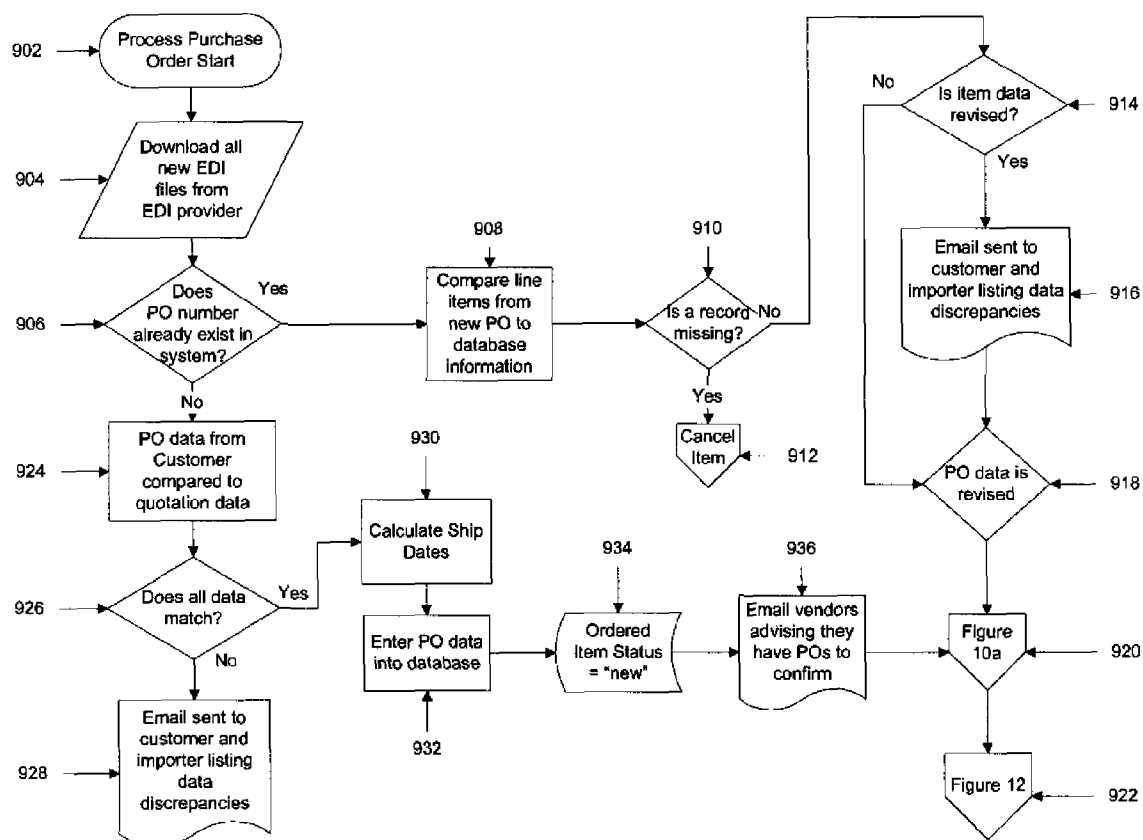 902
Process Purchase
Order Start
904
Download all
new EDI
files from
EDI provider
906
Does
PO number
already exist in
system?
Yes
No
908
Compare line
items from
new PO to
database
information
910
Is a record
missing?
No
Yes
Cancel
Item
912
No
Is item data
revised?
914
Yes
Email sent to
customer and
importer listing data
discrepancies
916
PO data is
revised
918
924
PO data from
Customer
compared to
quotation data
926
Does all data
match?
Yes
No
928
Email sent to
customer and
importer listing
data
discrepancies
930
Calculate Ship
Dates
Enter PO data
into database
932
934
Ordered
Item Status
= "new"
936
Email vendors
advising they
have POs to
confirm
Figure
10a
920
Figure 12
922